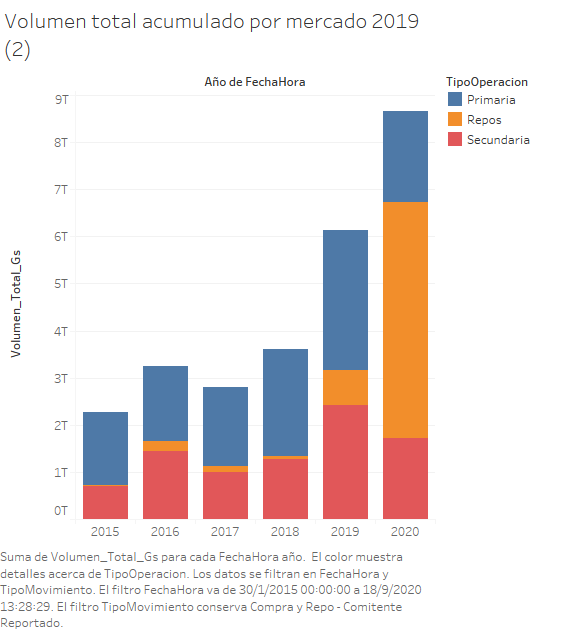 Volumen total acumulado por mercado 2019
(2)
Año de FechaHora
TipoOperacion
Primaria
Repos
Secundaria
Volumen_Total_Gs
9T
8T
7T
6T
5T
4T
3T
2T
1T
0T
2015 2016 2017 2018 2019 2020
Suma de Volumen_Total_Gs para cada FechaHora año. El color muestra
detalles acerca de TipoOperacion. Los datos se filtran en FechaHora y
TipoMovimiento. El filtro FechaHora va de 30/1/2015 00:00:00 a 18/9/2020
13:28:29. El filtro TipoMovimiento conserva Compra y Repo - Comitente
Reportado.